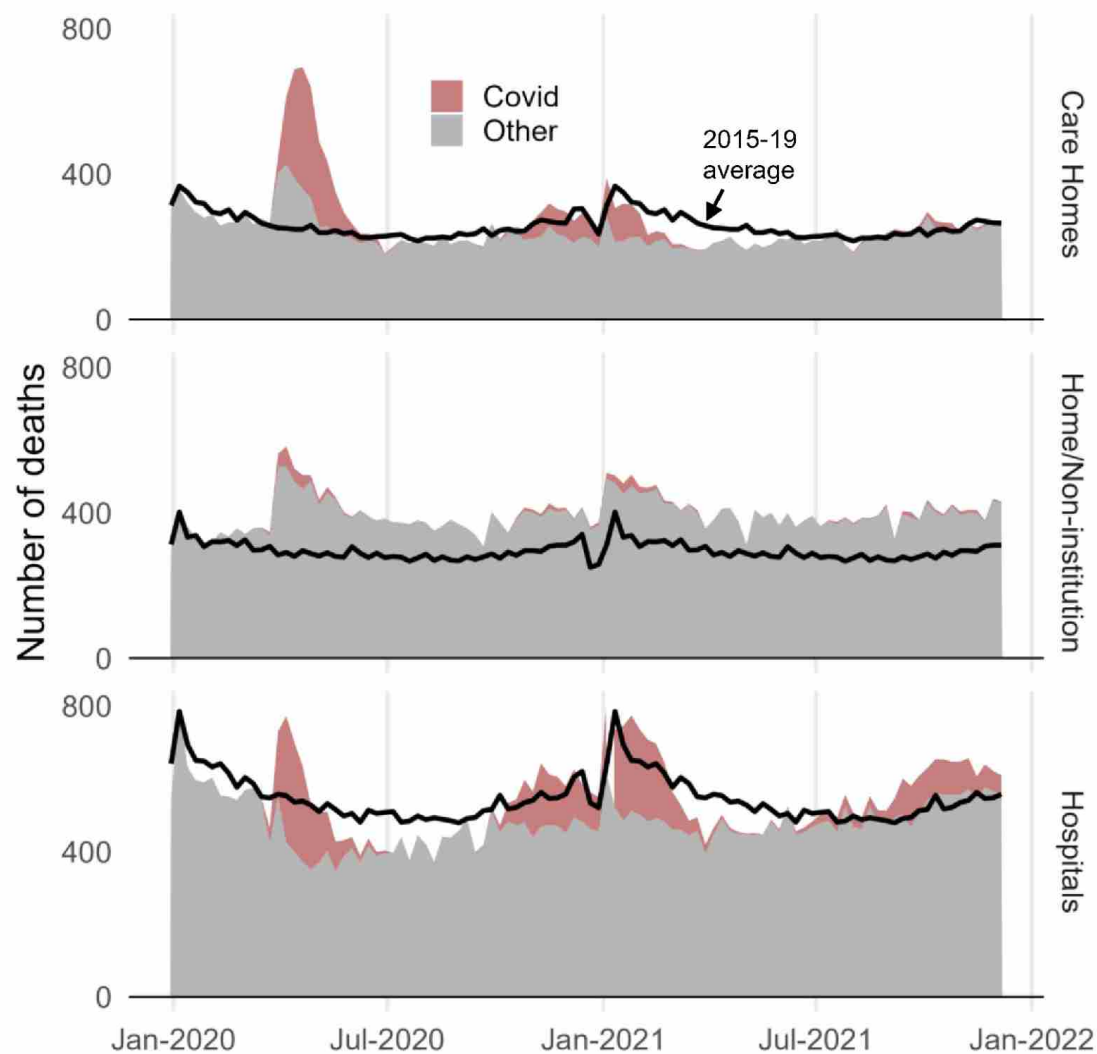 800
400
0
Covid
Other
2015-19
average
Care Homes
800
400
0
Home/Non-institution
Number of deaths
800
400
0
Hospitals
Jan-2020
Jul-2020
Jan-2021
Jul-2021
Jan-2022